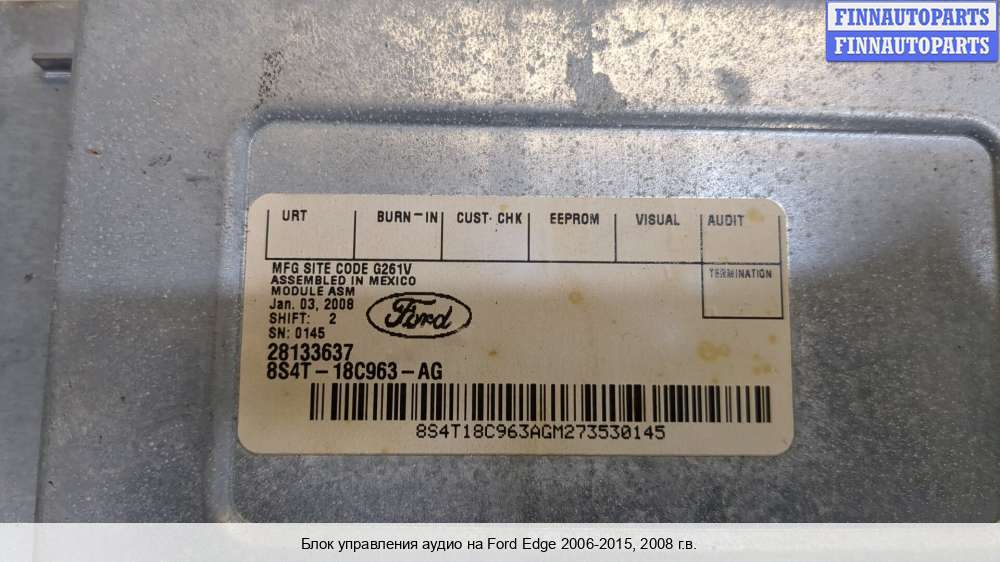 FINNAUTOPARTS
FINNAUTOPARTS
URT BURN-IN CUST. CHK EEPROM VISUAL AUDIT
TERMINATION
MFG SITE CODE G261V
ASSEMBLED IN MEXICO
MODULE ASM
Jan. 03, 2008
SHIFT: 2
SN: 0145
Ford
28133637
8S4T-18C963-AG
8S4T18C963AGM273530145
Блок управления аудио на Ford Edge 2006-2015, 2008 г.в.